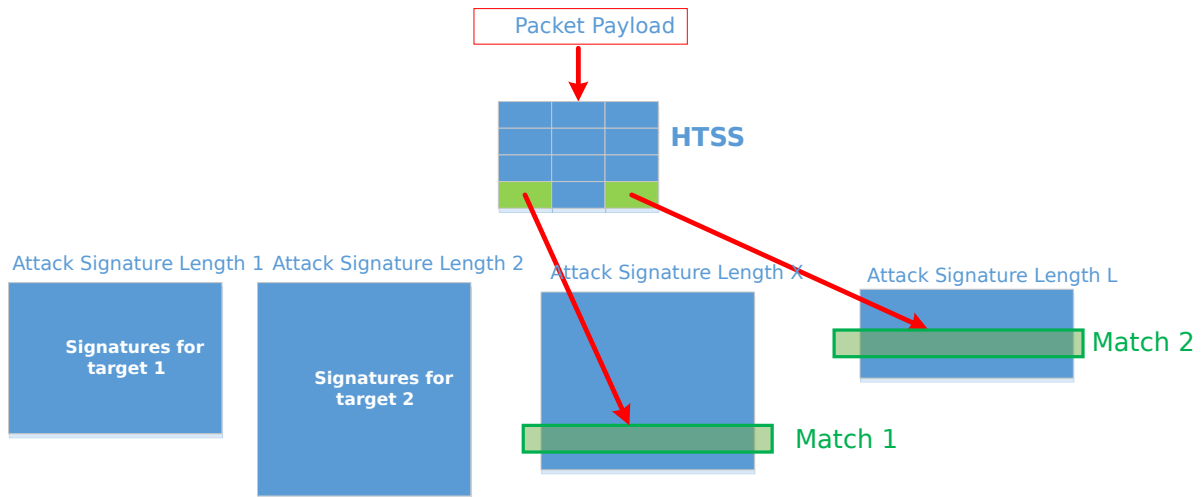 Packet Payload
HTSS
Attack Signature Length 1
Attack Signature Length 2
Attack Signature Length X
Attack Signature Length L
Signatures for
target 1
Signatures for
target 2
Match 2
Match 1